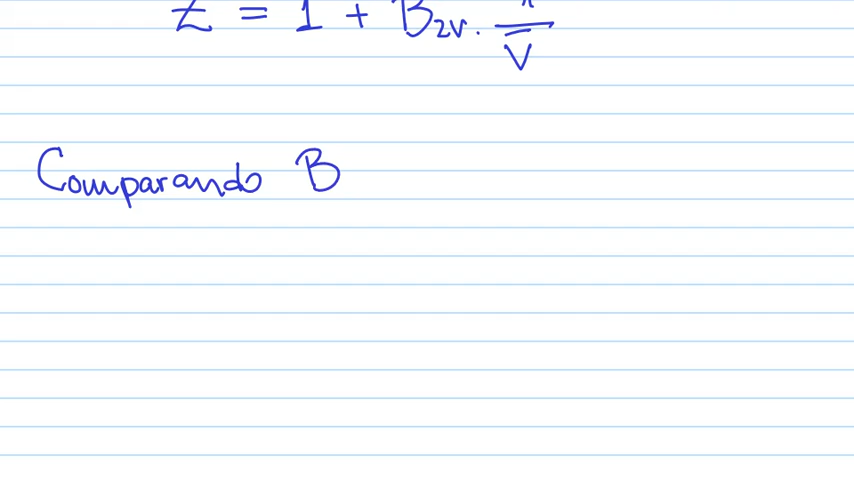 Z = 1 + B2V . 1/V̅
Comparando B